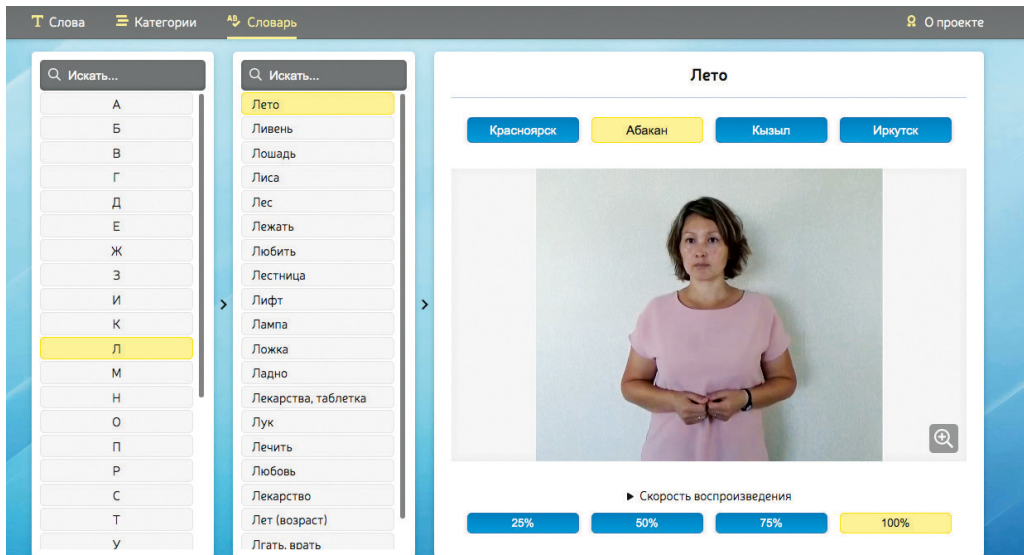 Слова Категории Словарь О проекте
Искать...
А
Б
В
Г
Д
Е
Ж
З
И
К
Л
М
Н
О
П
Р
С
Т
У
Искать...
Лето
Ливень
Лошадь
Лиса
Лес
Лежать
Любить
Лестница
Лифт
Лампа
Ложка
Ладно
Лекарства, таблетка
Лук
Лечить
Любовь
Лекарство
Лет (возраст)
Лгать, врать
Лето
Красноярск Абакан Кызыл Иркутск
Скорость воспроизведения
25% 50% 75% 100%